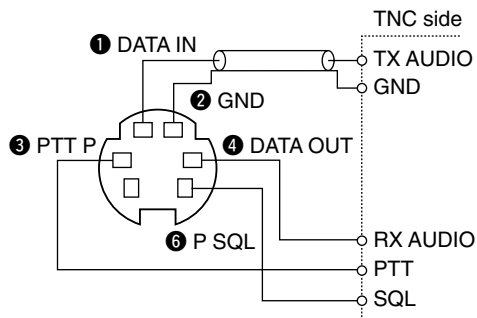 TNC side
❶ DATA IN
TX AUDIO
GND
❷ GND
❸ PTT P
❹ DATA OUT
❻ P SQL
RX AUDIO
PTT
SQL